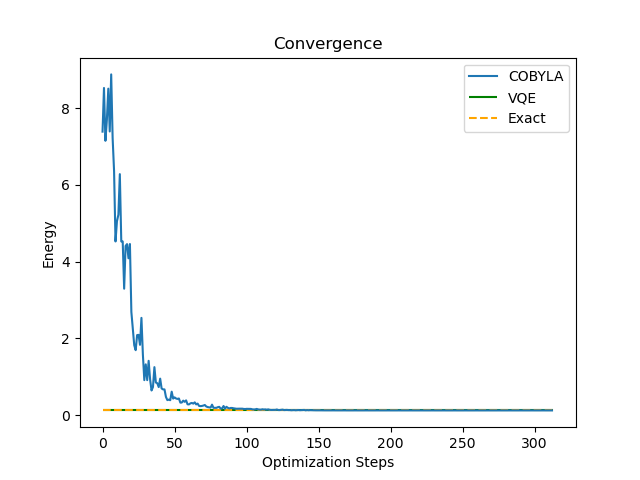 Convergence
COBYLA
VQE
Exact
Energy
8
6
4
2
0
0 50 100 150 200 250 300
Optimization Steps